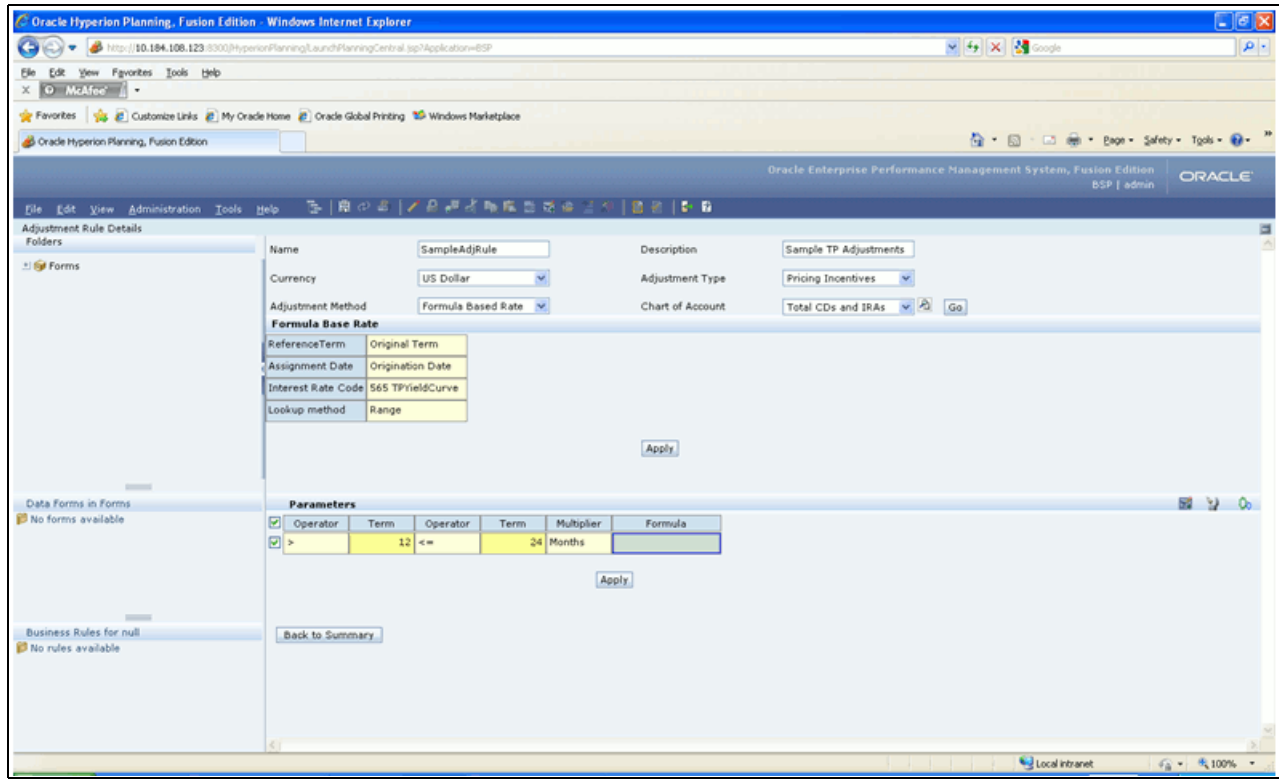 Oracle Hyperion Planning, Fusion Edition - Windows Internet Explorer
http://10.184.108.123:8300/HyperionPlanning/LaunchPlanningCentral.jsp?Application=BSP
Google
File Edit View Favorites Tools Help
X McAfee
Favorites Customize Links My Oracle Home Oracle Global Printing Windows Marketplace
Oracle Hyperion Planning, Fusion Edition
Page Safety Tools »
Oracle Enterprise Performance Management System, Fusion Edition
BSP | admin
ORACLE
File Edit View Administration Tools Help
Adjustment Rule Details
Folders
Forms
Name SampleAdjRule Description Sample TP Adjustments
Currency US Dollar Adjustment Type Pricing Incentives
Adjustment Method Formula Based Rate Chart of Account Total CDs and IRAs Go
Formula Base Rate
ReferenceTerm Original Term
Assignment Date Origination Date
Interest Rate Code 565 TPYieldCurve
Lookup method Range
Apply
Data Forms in Forms
No forms available
Parameters
Operator Term Operator Term Multiplier Formula
> 12 <= 24 Months
Apply
Business Rules for null
No rules available
Back to Summary
Local intranet 100%